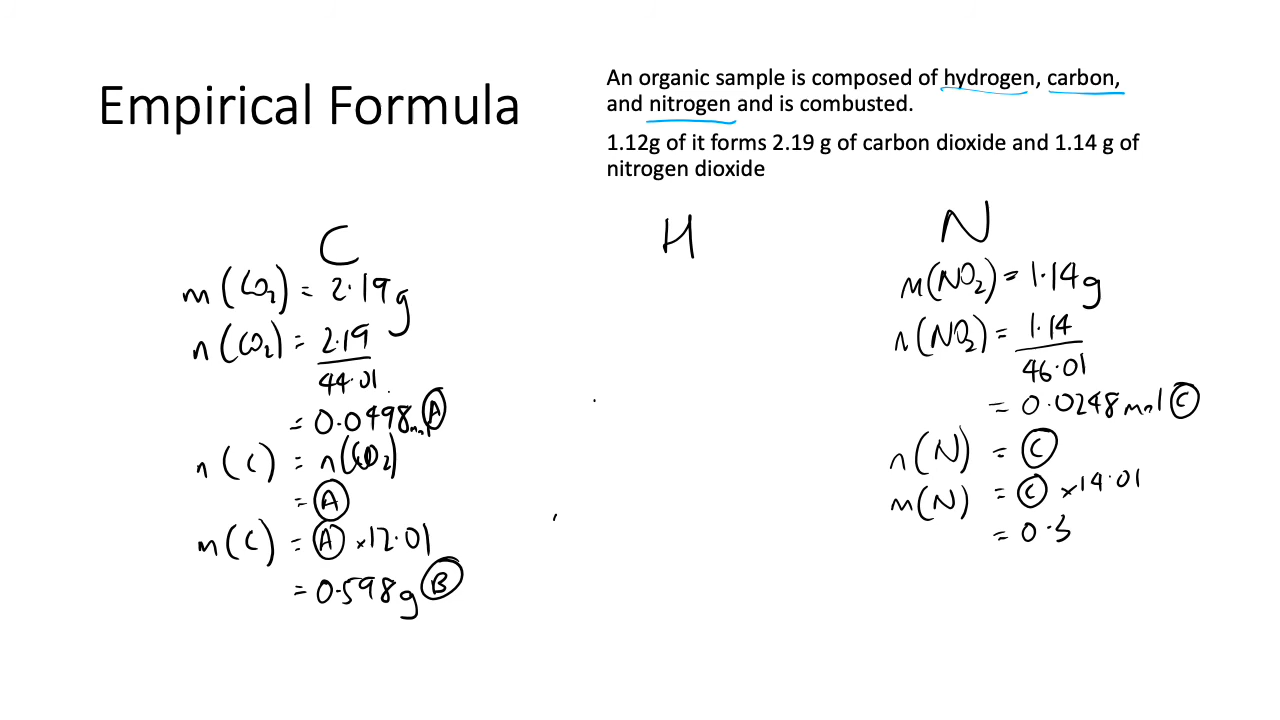 Empirical Formula
An organic sample is composed of hydrogen, carbon,
and nitrogen and is combusted.
1.12g of it forms 2.19 g of carbon dioxide and 1.14 g of
nitrogen dioxide
C
m(CO2) = 2.19g
n(CO2) = 2.19
44.01
= 0.0498mol A
n(C) = n(CO2)
= A
m(C) = A ×12.01
= 0.598g B
H
N
m(NO2) = 1.14g
n(NO2) = 1.14
46.01
= 0.0248mol C
n(N) = C
m(N) = C ×14.01
= 0.3